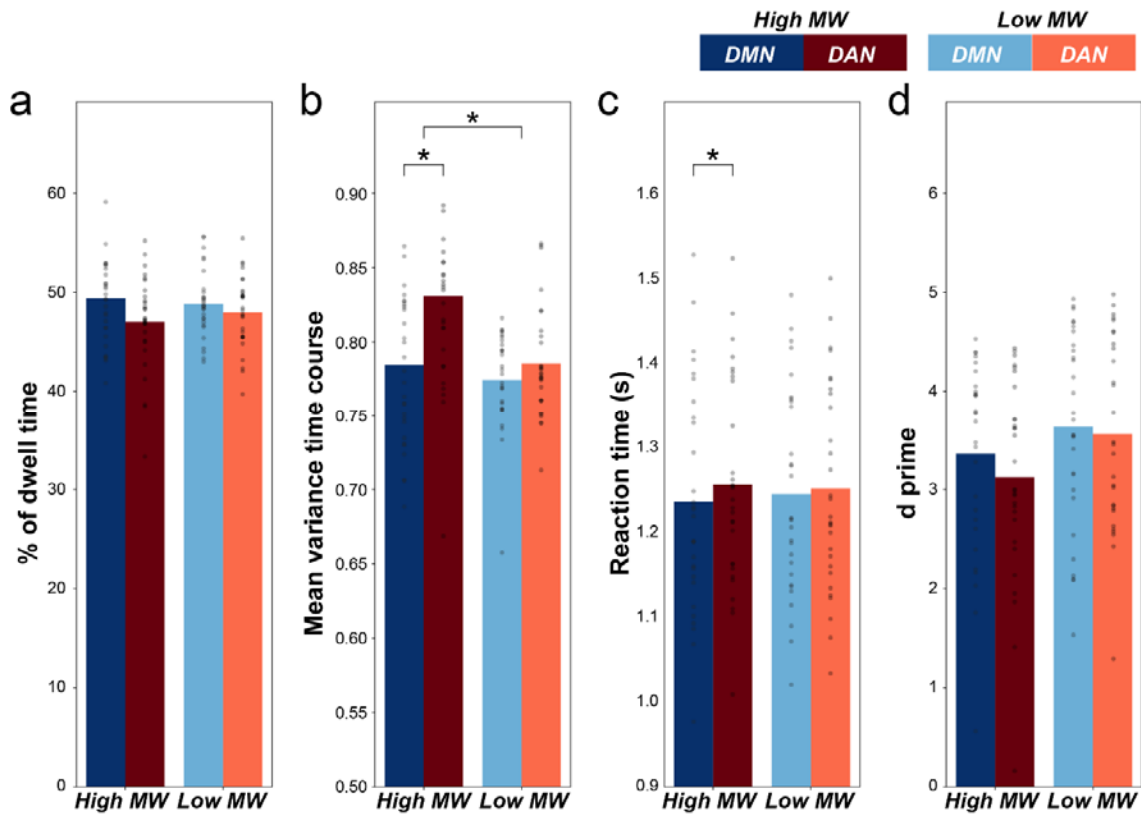 High MW Low MW
DMN DAN DMN DAN
a b c d
* * *
% of dwell time
60
50
40
30
20
10
0
High MW Low MW
Mean variance time course
0.90
0.85
0.80
0.75
0.70
0.65
0.60
0.55
0.50
High MW Low MW
Reaction time (s)
1.6
1.5
1.4
1.3
1.2
1.1
1.0
0.9
High MW Low MW
d prime
6
5
4
3
2
1
0
High MW Low MW